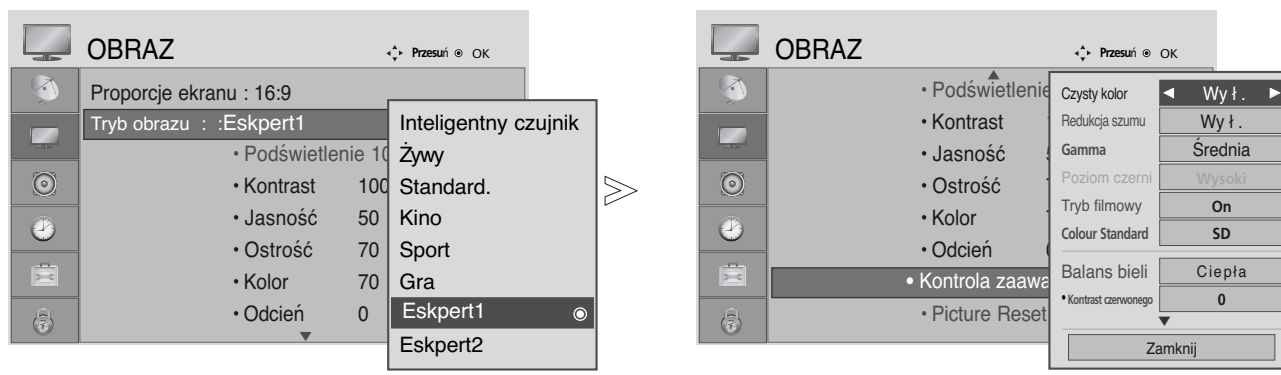 OBRAZ
Przesuń OK
Proporcje ekranu : 16:9
Tryb obrazu : :Eskpert1
• Podświetlenie 10
• Kontrast 100
• Jasność 50
• Ostrość 70
• Kolor 70
• Odcień 0
Inteligentny czujnik
Żywy
Standard.
Kino
Sport
Gra
Eskpert1
Eskpert2
OBRAZ
Przesuń OK
• Podświetlenie
• Kontrast
• Jasność
• Ostrość
• Kolor
• Odcień
• Kontrola zaawa
• Picture Reset
Czysty kolor Wył.
Redukcja szumu Wył.
Gamma Średnia
Poziom czerni Wysoki
Tryb filmowy On
Colour Standard SD
Balans bieli Ciepła
• Kontrast czerwonego 0
Zamknij